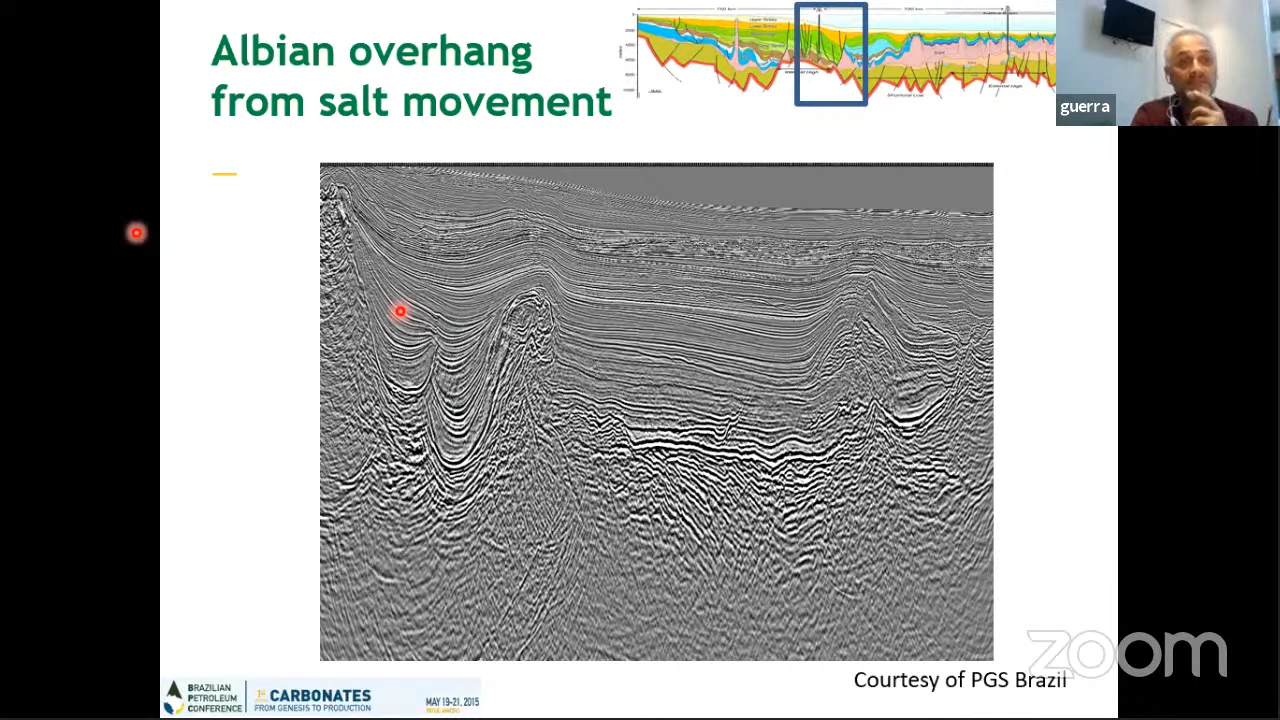 Albian overhang
from salt movement
guerra
Courtesy of PGS Brazil
zoom
BRAZILIAN
PETROLEUM
CONFERENCE
1st CARBONATES
FROM GENESIS TO PRODUCTION
MAY 19-21, 2015